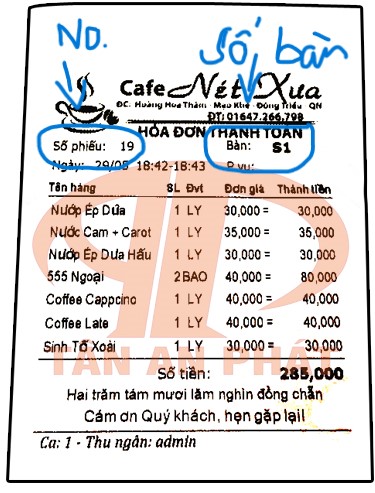 NO.
số bàn
Cafe Nét Xưa
ĐC. Hoàng Hoa Thám - Mạo Khê - Đông Triều QN
ĐT: 01647.266.798
HÓA ĐƠN THANH TOÁN
Số phiếu: 19 Bàn: S1
Ngày: 29/05 18:42-18:43 P.vụ:
Tên hàng SL Đvt Đơn giá Thành tiền
Nước Ép Dứa 1 LY 30,000 = 30,000
Nước Cam + Carot 1 LY 35,000 = 35,000
Nước Ép Dưa Hấu 1 LY 30,000 = 30,000
555 Ngoại 2 BAO 40,000 = 80,000
Coffee Cappcino 1 LY 40,000 = 40,000
Coffee Late 1 LY 40,000 = 40,000
Sinh Tố Xoài 1 LY 30,000 = 30,000
TÂN AN PHÁT
Số tiền: 285,000
Hai trăm tám mươi lăm nghìn đồng chẵn
Cảm ơn Quý khách, hẹn gặp lại!
Ca: 1 - Thu ngân: admin